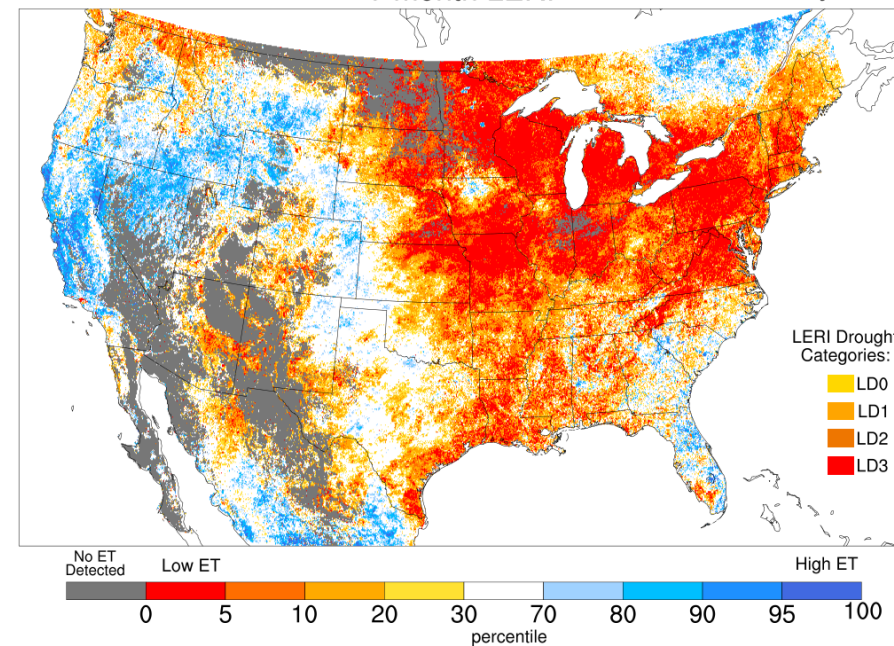 LERI Drough
Categories:
LD0
LD1
LD2
LD3
No ET
Detected
Low ET
High ET
0 5 10 20 30 70 80 90 95 100
percentile